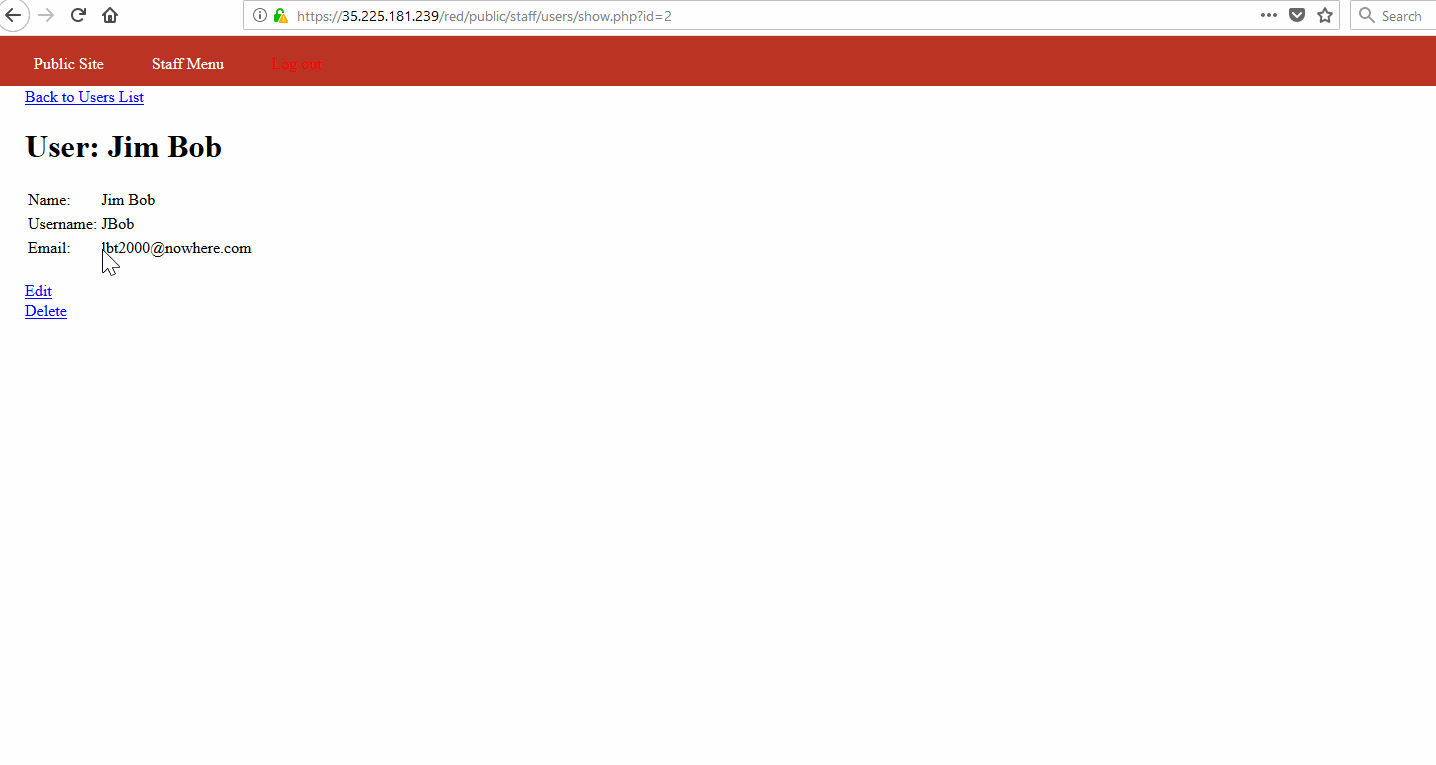 https://35.225.181.239/red/public/staff/users/show.php?id=2
Search
Public Site Staff Menu Log out
Back to Users List
User: Jim Bob
Name: Jim Bob
Username: JBob
Email: lbt2000@nowhere.com
Edit
Delete